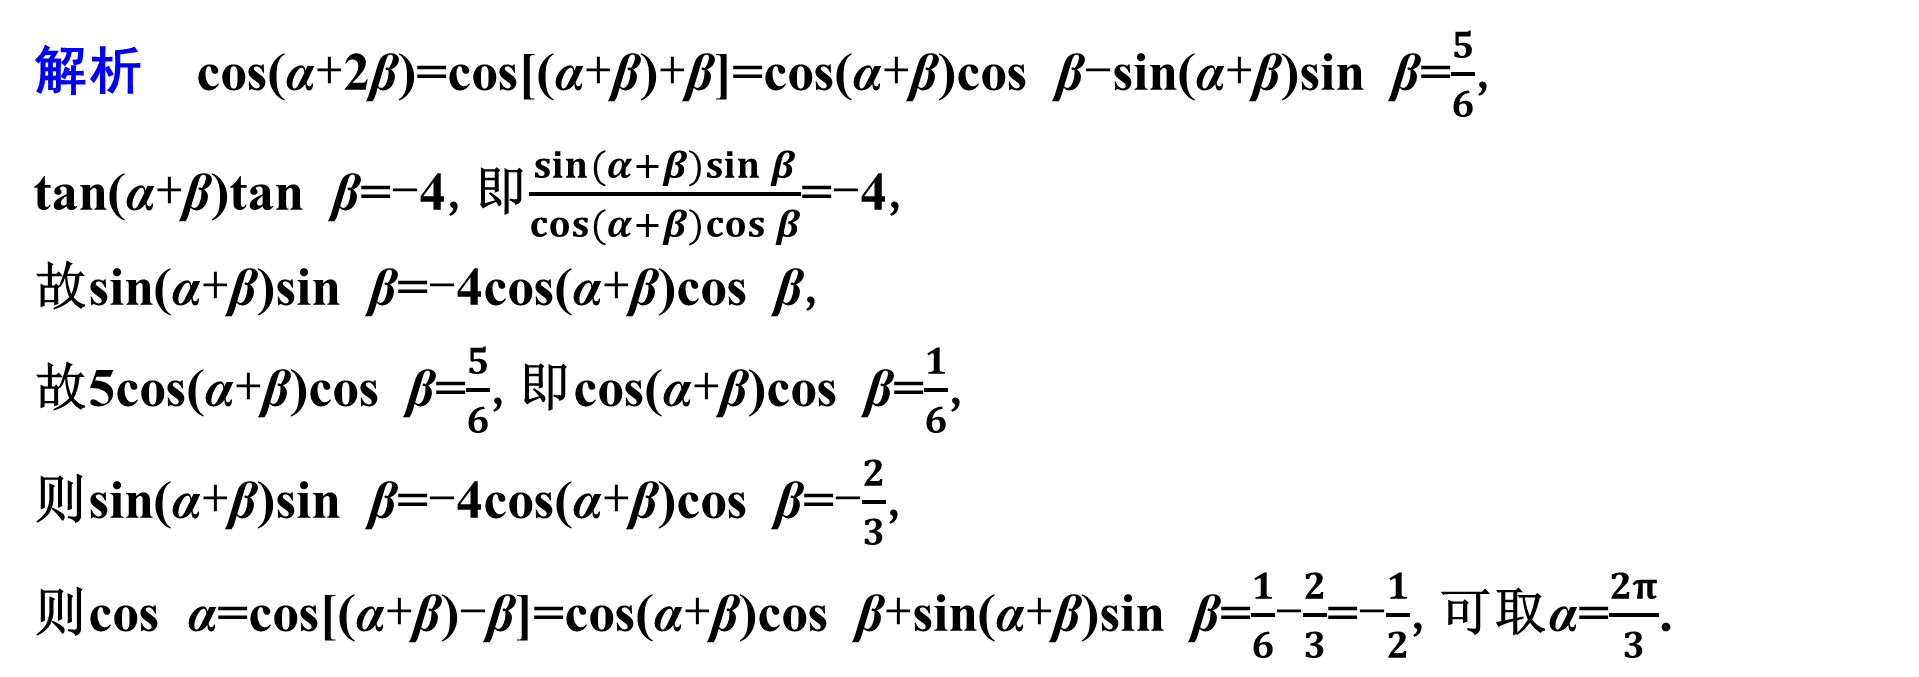 解析 cos(α+2β)=cos[(α+β)+β]=cos(α+β)cos β−sin(α+β)sin β=5/6,
tan(α+β)tan β=−4, 即sin(α+β)sin β/cos(α+β)cos β=−4,
故sin(α+β)sin β=−4cos(α+β)cos β,
故5cos(α+β)cos β=5/6, 即cos(α+β)cos β=1/6,
则sin(α+β)sin β=−4cos(α+β)cos β=−2/3,
则cos α=cos[(α+β)−β]=cos(α+β)cos β+sin(α+β)sin β=1/6−2/3=−1/2, 可取α=2π/3.